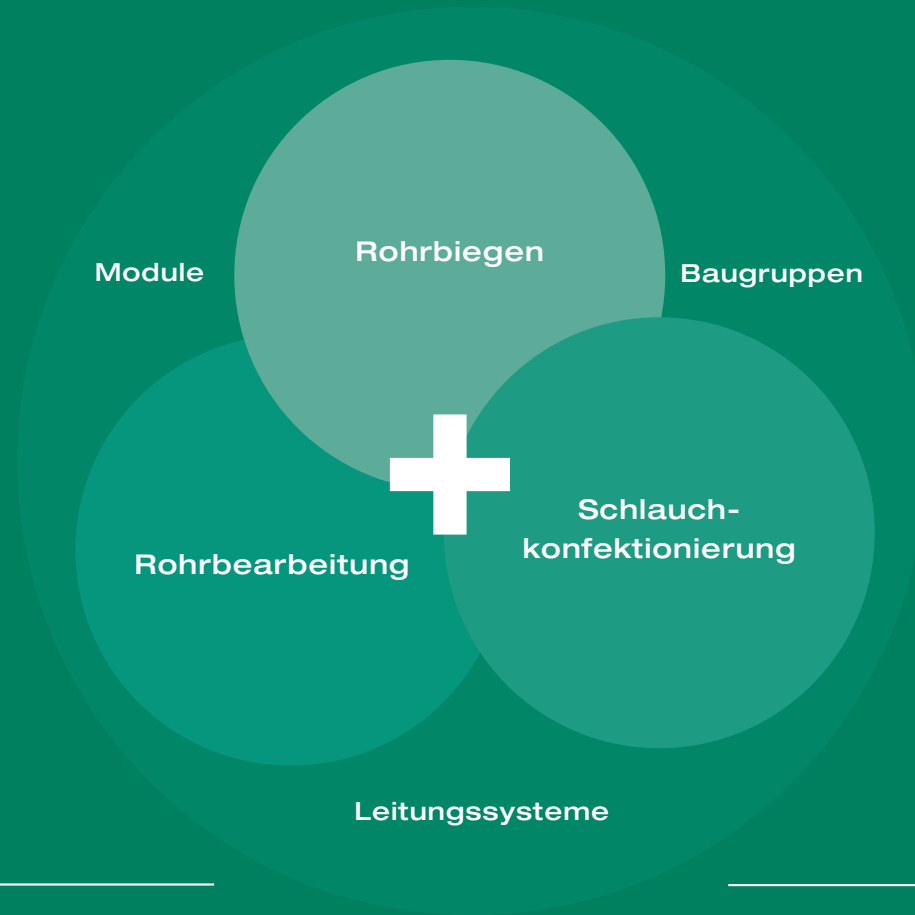 Rohrbiegen
Module
Baugruppen
Schlauch-
konfektionierung
Rohrbearbeitung
Leitungssysteme